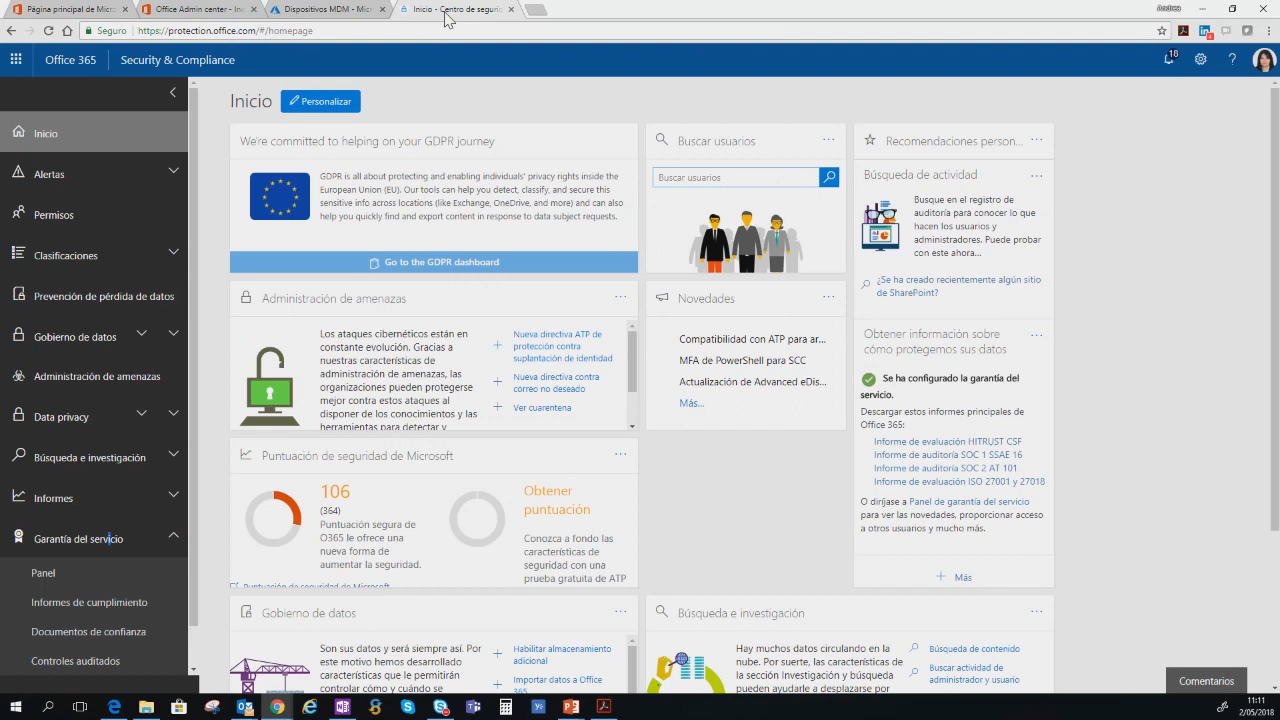 Página principal de Micro
Office Admin center - Ini
Dispositivos MDM - Micr
Inicio - Centro de seguri
Andrea
Seguro
https://protection.office.com/#/homepage
Office 365
Security & Compliance
18
Inicio
Alertas
Permisos
Clasificaciones
Prevención de pérdida de datos
Gobierno de datos
Administración de amenazas
Data privacy
Búsqueda e investigación
Informes
Garantía del servicio
Panel
Informes de cumplimiento
Documentos de confianza
Controles auditados
Inicio
Personalizar
We're committed to helping on your GDPR journey
GDPR is all about protecting and enabling individuals' privacy rights inside the
European Union (EU). Our tools can help you detect, classify, and secure this
sensitive info across locations (like Exchange, OneDrive, and more) and can also
help you quickly find and export content in response to data subject requests.
Go to the GDPR dashboard
Administración de amenazas
Los ataques cibernéticos están en
constante evolución. Gracias a
nuestras características de
administración de amenazas, las
organizaciones pueden protegerse
mejor contra estos ataques al
disponer de los conocimientos y las
herramientas para detectar y
Nueva directiva ATP de
protección contra
suplantación de identidad
Nueva directiva contra
correo no deseado
Ver cuarentena
Puntuación de seguridad de Microsoft
106
(364)
Puntuación segura de
O365 le ofrece una
nueva forma de
aumentar la seguridad.
Obtener
puntuación
Conozca a fondo las
características de
seguridad con una
prueba gratuita de ATP
Puntuación de seguridad de Microsoft
Gobierno de datos
Son sus datos y será siempre así. Por
este motivo hemos desarrollado
características que le permitirán
controlar cómo y cuándo se
Habilitar almacenamiento
adicional
Importar datos a Office
365
Buscar usuarios
Buscar usuarios
Novedades
Compatibilidad con ATP para ar...
MFA de PowerShell para SCC
Actualización de Advanced eDis...
Más...
Búsqueda e investigación
Hay muchos datos circulando en la
nube. Por suerte, las características de
la sección Investigación y búsqueda
pueden ayudarle a desplazarse por
Búsqueda de contenido
Buscar actividad de
administrador y usuario
Recomendaciones person...
Búsqueda de actividad
Busque en el registro de
auditoría para conocer lo que
hacen los usuarios y
administradores. Puede probar
con este ahora...
¿Se ha creado recientemente algún sitio
de SharePoint?
Obtener información sobre
cómo protegemos sus datos
Se ha configurado la garantía del
servicio.
Descargar estos informes principales de
Office 365:
Informe de evaluación HITRUST CSF
Informe de auditoría SOC 1 SSAE 16
Informe de auditoría SOC 2 AT 101
Informe de evaluación ISO 27001 y 27018
O diríjase a Panel de garantía del servicio
para ver las novedades, proporcionar acceso
a otros usuarios y mucho más.
Más
Comentarios
11:11
2/05/2018